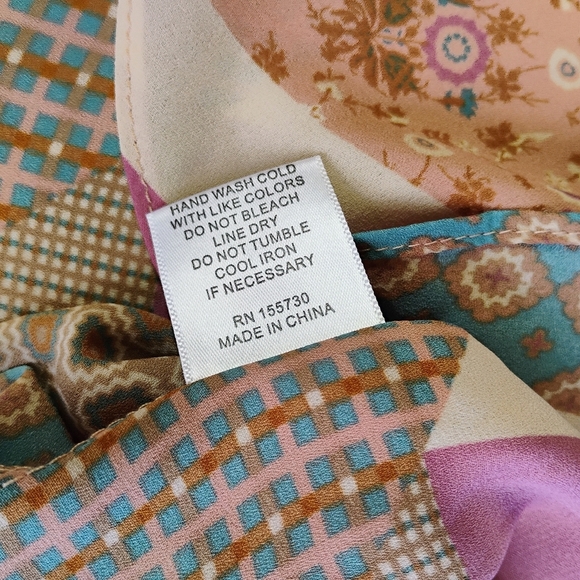 HAND WASH COLD
WITH LIKE COLORS
DO NOT BLEACH
LINE DRY
DO NOT TUMBLE
COOL IRON
IF NECESSARY
RN 155730
MADE IN CHINA